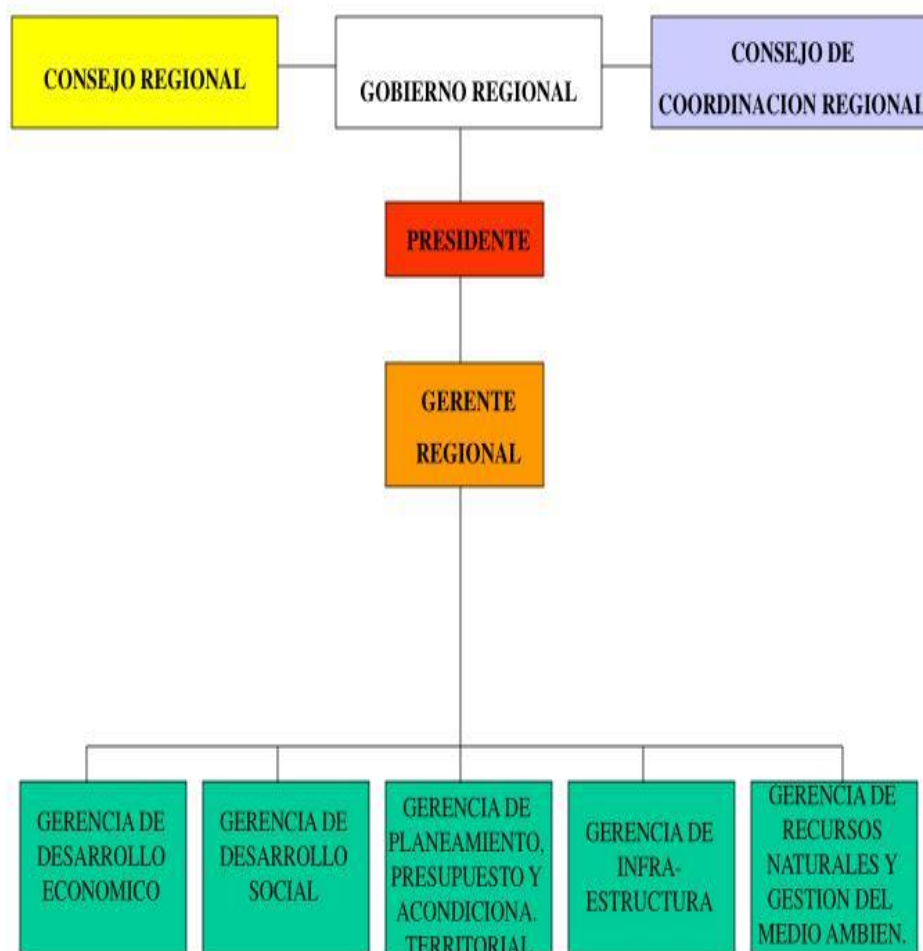 CONSEJO REGIONAL
GOBIERNO REGIONAL
CONSEJO DE
COORDINACION REGIONAL
PRESIDENTE
GERENTE
REGIONAL
GERENCIA DE
DESARROLLO
ECONOMICO
GERENCIA DE
DESARROLLO
SOCIAL
GERENCIA DE
PLANEAMIENTO,
PRESUPUESTO Y
ACONDICIONA.
TERRITORIAL
GERENCIA DE
INFRA-
ESTRUCTURA
GERENCIA DE
RECURSOS
NATURALES Y
GESTION DEL
MEDIO AMBIEN.